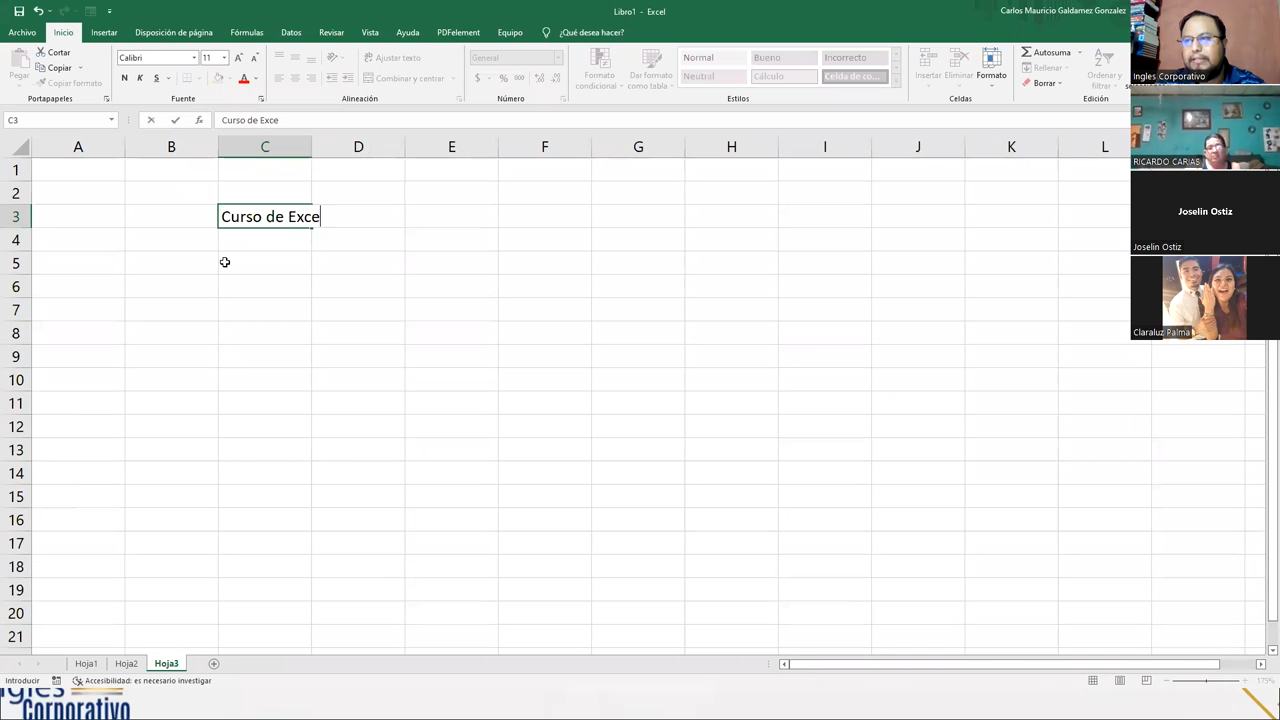 Libro1 - Excel
Carlos Mauricio Galdamez Gonzalez
Archivo Inicio Insertar Disposición de página Fórmulas Datos Revisar Vista Ayuda PDFelement Equipo ¿Qué desea hacer?
Pegar
Cortar
Copiar
Copiar formato
Portapapeles
Calibri 11
N K S
Fuente
Ajustar texto
Combinar y centrar
Alineación
General
$ % 000
Número
Formato condicional
Dar formato como tabla
Normal Bueno Incorrecto
Neutral Cálculo Celda de co...
Estilos
Insertar Eliminar Formato
Celdas
Autosuma
Rellenar
Borrar
Ordenar y filtrar
Edición
C3
fx
Curso de Exce
A B C D E F G H I J K L
1
2
3 Curso de Exce
4
5
6
7
8
9
10
11
12
13
14
15
16
17
18
19
20
21
Ingles Corporativo
RICARDO CARIAS
Joselin Ostiz
Joselin Ostiz
Claraluz Palma
Hoja1 Hoja2 Hoja3
Introducir
Accesibilidad: es necesario investigar
175%
Ingles
Corporativo